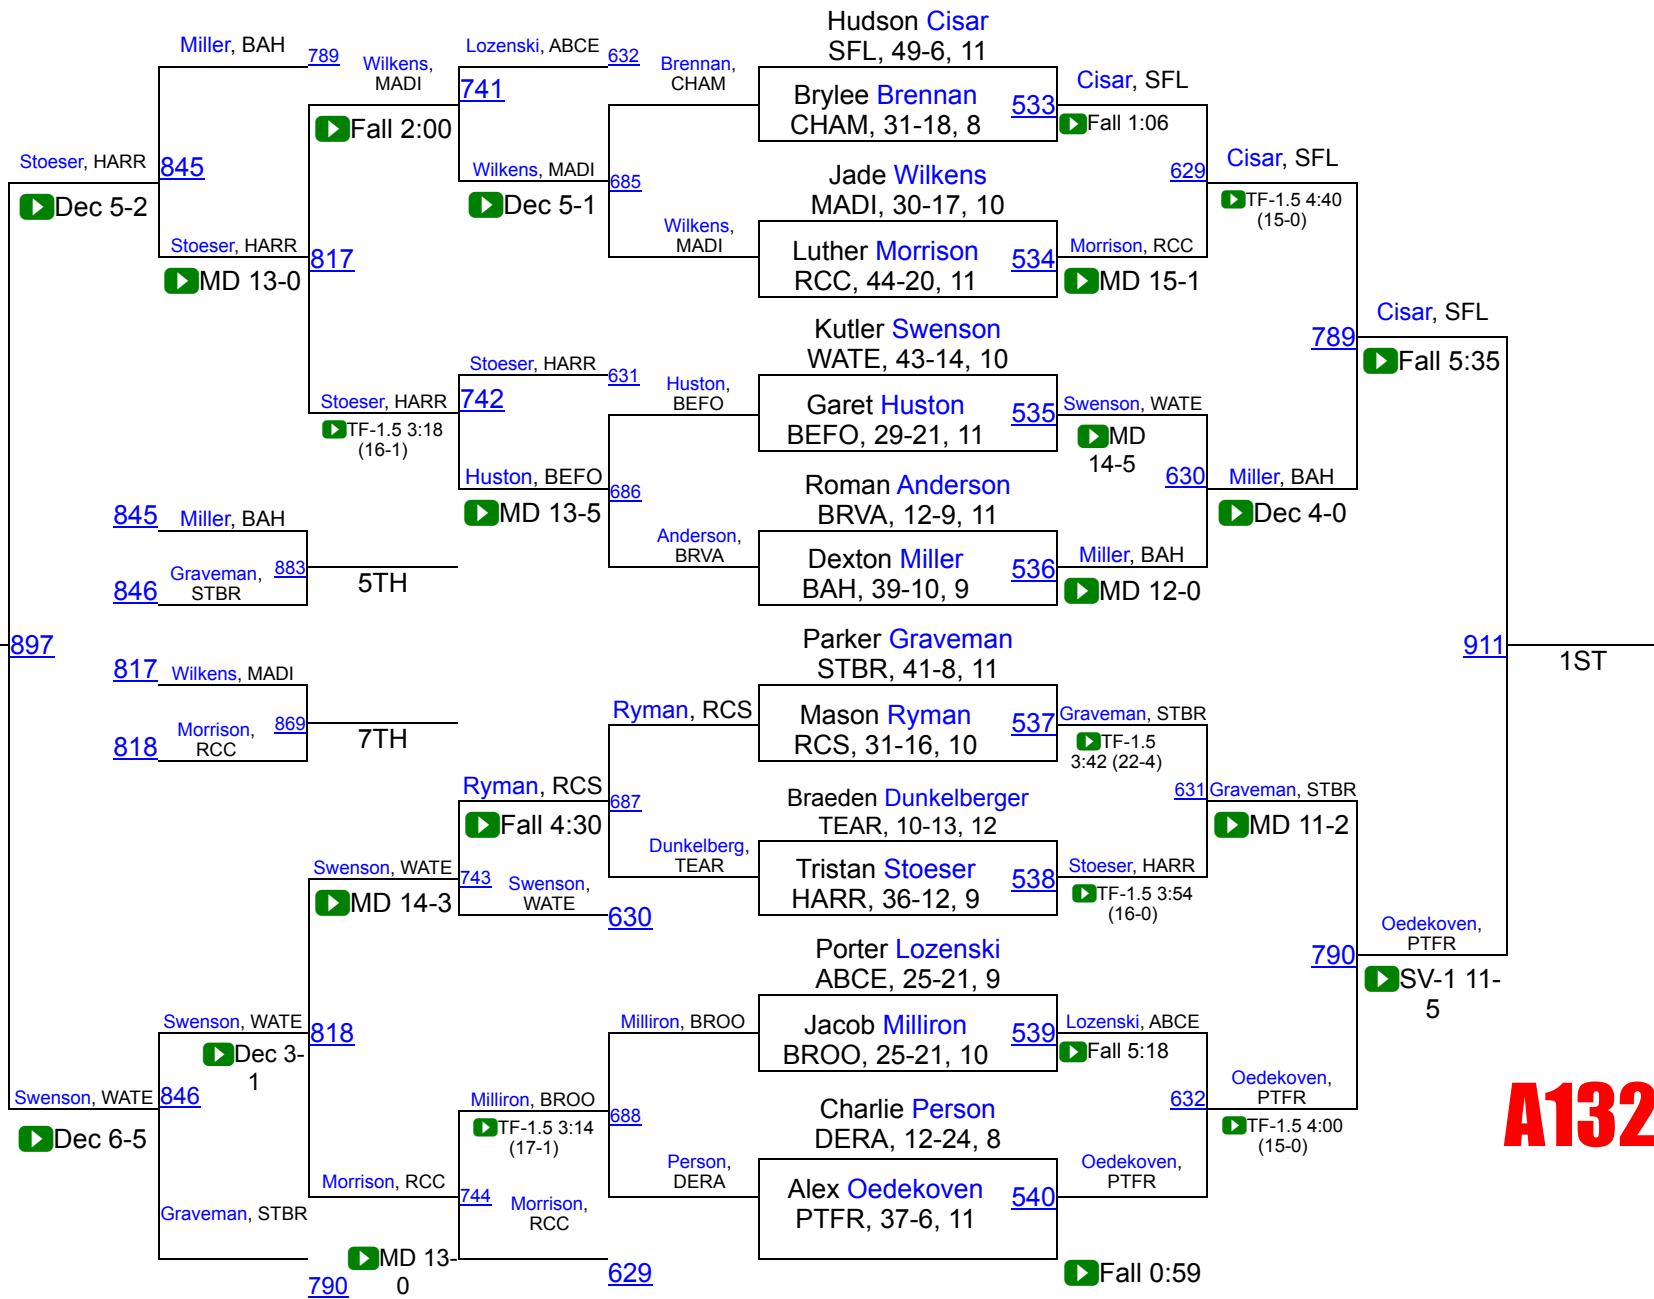 Hudson Cisar
SFL, 49-6, 11
Miller, BAH
789
Lozenski, ABCE
632
Wilkens,
MADI
Brennan,
CHAM
741
Brylee Brennan
CHAM, 31-18, 8
533
Cisar, SFL
Fall 1:06
Fall 2:00
Stoeser, HARR
845
Wilkens, MADI
685
Jade Wilkens
MADI, 30-17, 10
629
Cisar, SFL
TF-1.5 4:40
(15-0)
Dec 5-2
Dec 5-1
Wilkens,
MADI
Stoeser, HARR
817
MD 13-0
Luther Morrison
RCC, 44-20, 11
534
Morrison, RCC
MD 15-1
Kutler Swenson
WATE, 43-14, 10
789
Cisar, SFL
Fall 5:35
Stoeser, HARR
631
Huston,
BEFO
Stoeser, HARR
742
TF-1.5 3:18
(16-1)
Garet Huston
BEFO, 29-21, 11
535
Swenson, WATE
MD
14-5
Huston, BEFO
686
MD 13-5
Roman Anderson
BRVA, 12-9, 11
630
Miller, BAH
Dec 4-0
845
Miller, BAH
Anderson,
BRVA
Dexton Miller
BAH, 39-10, 9
536
Miller, BAH
MD 12-0
Graveman,
STBR
883
5TH
846
Parker Graveman
STBR, 41-8, 11
897
911
1ST
817
Wilkens, MADI
Morrison,
RCC
869
7TH
818
Ryman, RCS
Mason Ryman
RCS, 31-16, 10
537
Graveman, STBR
TF-1.5
3:42 (22-4)
Ryman, RCS
687
Fall 4:30
Braeden Dunkelberger
TEAR, 10-13, 12
631
Graveman, STBR
MD 11-2
Dunkelberg,
TEAR
Swenson, WATE
743
MD 14-3
Swenson,
WATE
630
Tristan Stoeser
HARR, 36-12, 9
538
Stoeser, HARR
TF-1.5 3:54
(16-0)
Porter Lozenski
ABCE, 25-21, 9
790
Oedekoven,
PTFR
SV-1 11-
5
Swenson, WATE
818
Dec 3-
1
Milliron, BROO
Jacob Milliron
BROO, 25-21, 10
539
Lozenski, ABCE
Fall 5:18
Swenson, WATE
846
Dec 6-5
Milliron, BROO
688
TF-1.5 3:14
(17-1)
Charlie Person
DERA, 12-24, 8
632
Oedekoven,
PTFR
TF-1.5 4:00
(15-0)
A132
Person,
DERA
Morrison, RCC
744
Morrison,
RCC
Alex Oedekoven
PTFR, 37-6, 11
540
Oedekoven,
PTFR
Graveman, STBR
790
MD 13-
0
629
Fall 0:59